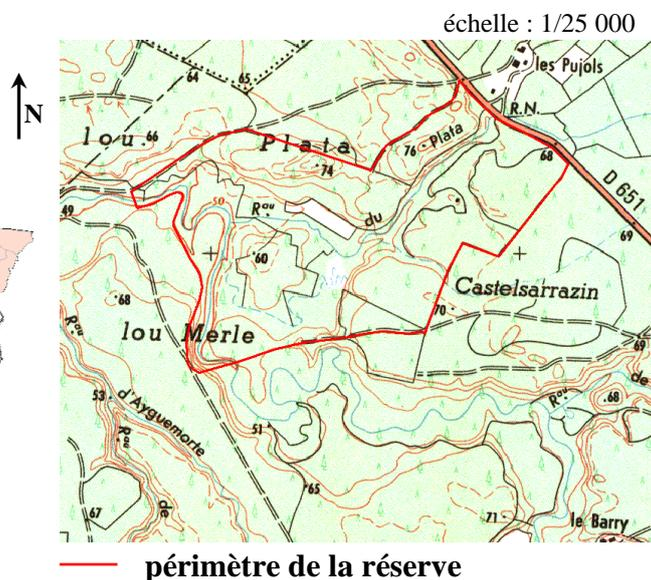 échelle : 1/25 000
N
64
65
les Pujols
R.N.
lou
66
Plata
76
Plata
74
68
D 651
49
50
Rau
du
69
60
68
Castelsarrazin
70
lou Merle
Rau
69
de
53
d'Ayguemorte
Rau
Rau
68
51
65
67
de
71
le Barry
périmètre de la réserve